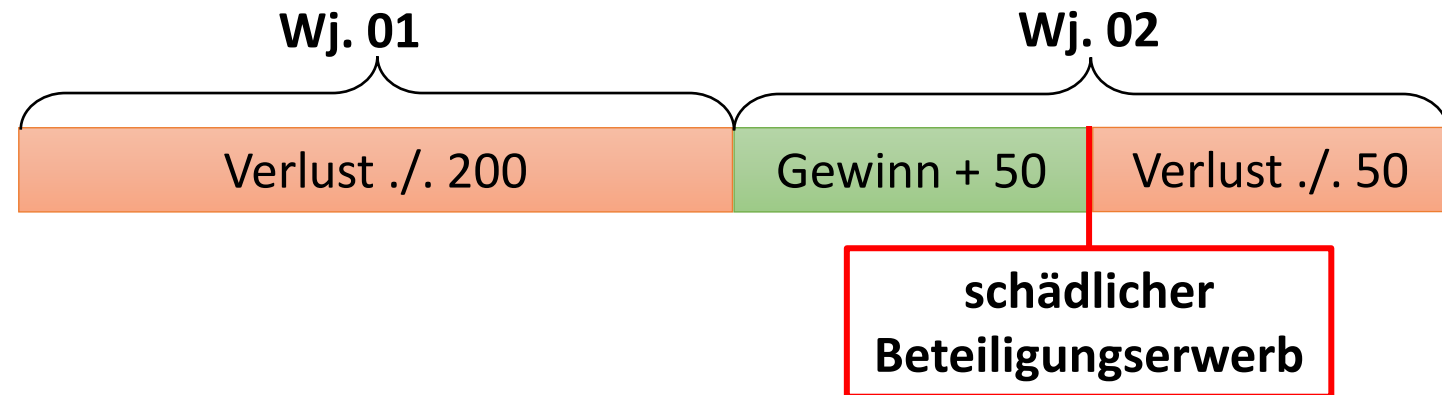 Wj. 01
Wj. 02
Verlust ./. 200
Gewinn + 50
Verlust ./. 50
schädlicher
Beteiligungserwerb